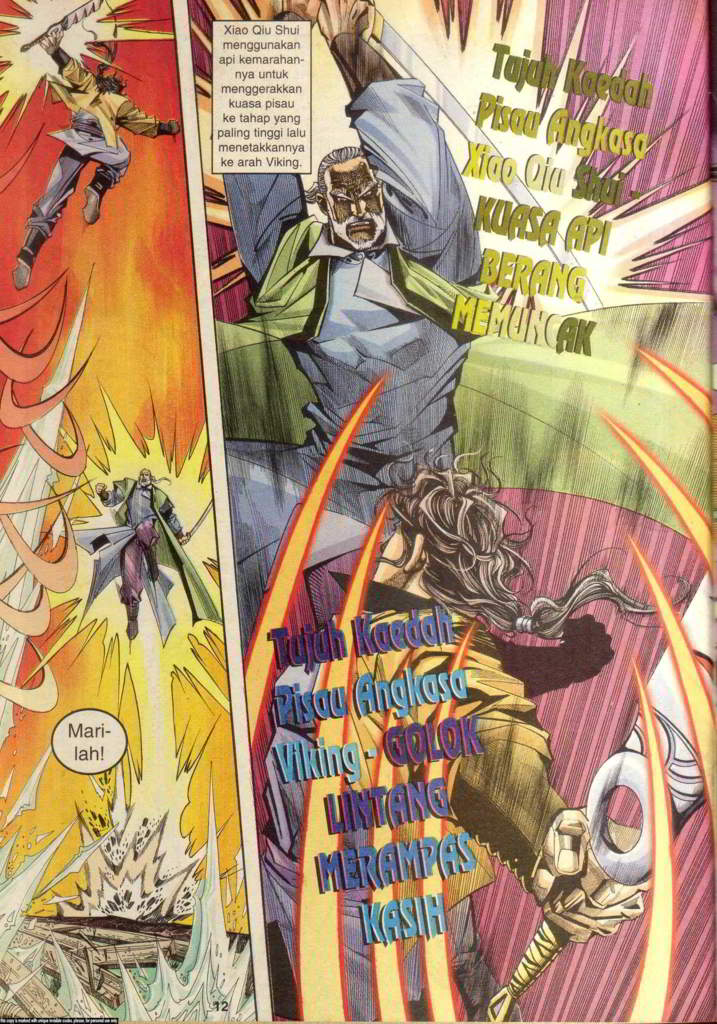 Xiao Qiu Shui
menggunakan
api kemarahan-
nya untuk
menggerakkan
kuasa pisau
ke tahap yang
paling tinggi lalu
menetakkannya
ke arah Viking.
Tujuh Kaedah
Pisau Angkasa
Xiao Qiu Shui -
KUASA API
BERANG
MEMUNCAK
Mari-
lah!
Tujuh Kaedah
Pisau Angkasa
Viking - GOLOK
LINTANG
MERAMPAS
KASIH
12